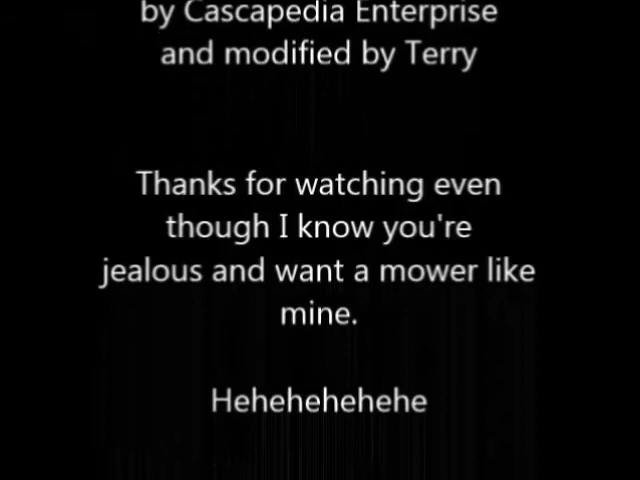 by Cascapedia Enterprise
and modified by Terry
Thanks for watching even
though I know you're
jealous and want a mower like
mine.
Hehehehehehe